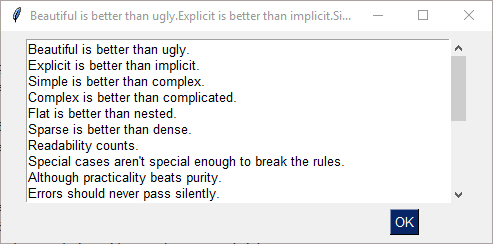 Beautiful is better than ugly.Explicit is better than implicit.Si...
Beautiful is better than ugly.
Explicit is better than implicit.
Simple is better than complex.
Complex is better than complicated.
Flat is better than nested.
Sparse is better than dense.
Readability counts.
Special cases aren't special enough to break the rules.
Although practicality beats purity.
Errors should never pass silently.
OK